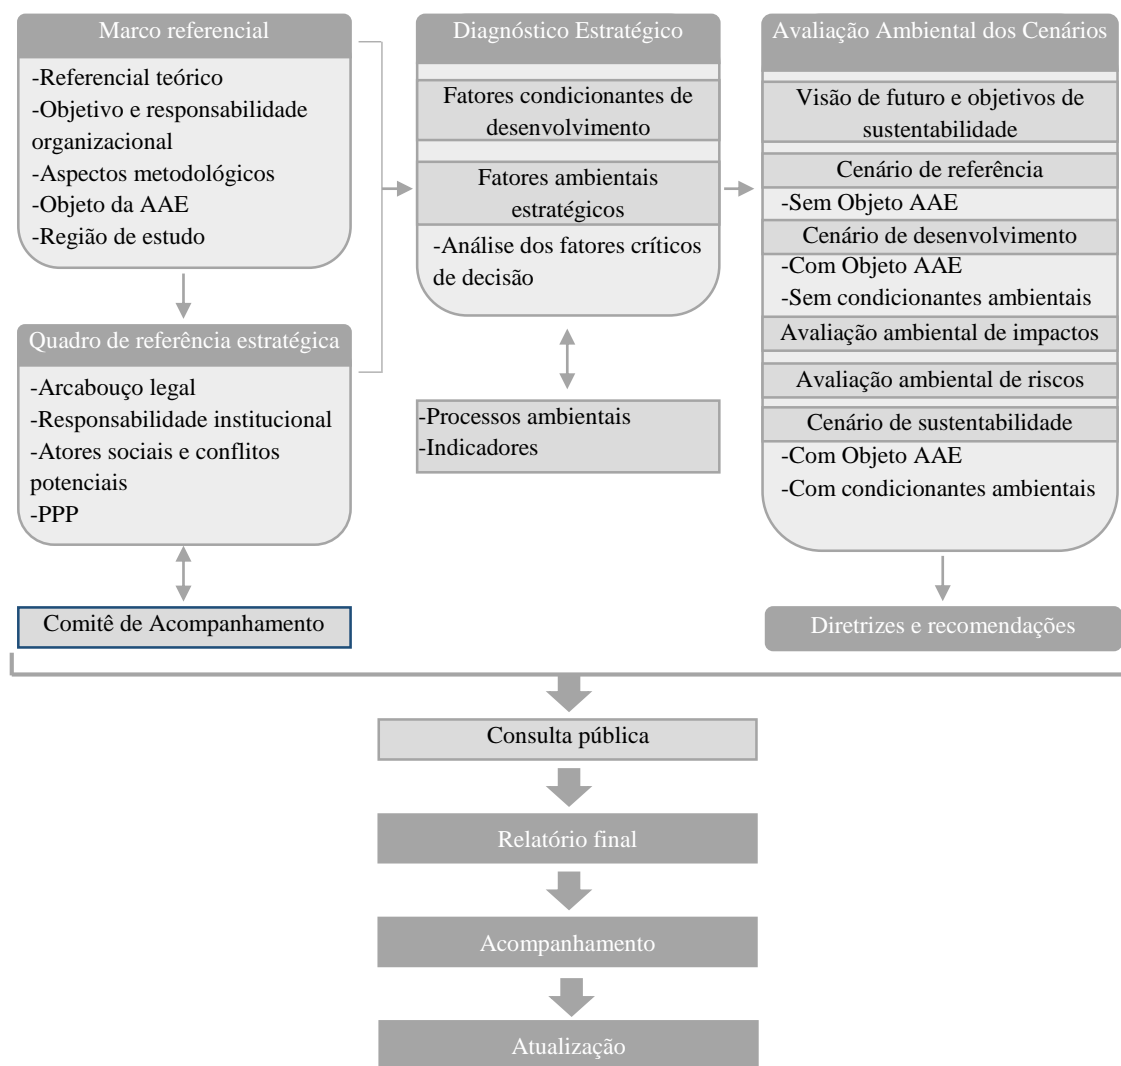 Marco referencial
-Referencial teórico
-Objetivo e responsabilidade
organizacional
-Aspectos metodológicos
-Objeto da AAE
-Região de estudo
Quadro de referência estratégica
-Arcabouço legal
-Responsabilidade institucional
-Atores sociais e conflitos
potenciais
-PPP
Comitê de Acompanhamento
Diagnóstico Estratégico
Fatores condicionantes de
desenvolvimento
Fatores ambientais
estratégicos
-Análise dos fatores críticos
de decisão
-Processos ambientais
-Indicadores
Avaliação Ambiental dos Cenários
Visão de futuro e objetivos de
sustentabilidade
Cenário de referência
-Sem Objeto AAE
Cenário de desenvolvimento
-Com Objeto AAE
-Sem condicionantes ambientais
Avaliação ambiental de impactos
Avaliação ambiental de riscos
Cenário de sustentabilidade
-Com Objeto AAE
-Com condicionantes ambientais
Diretrizes e recomendações
Consulta pública
Relatório final
Acompanhamento
Atualização